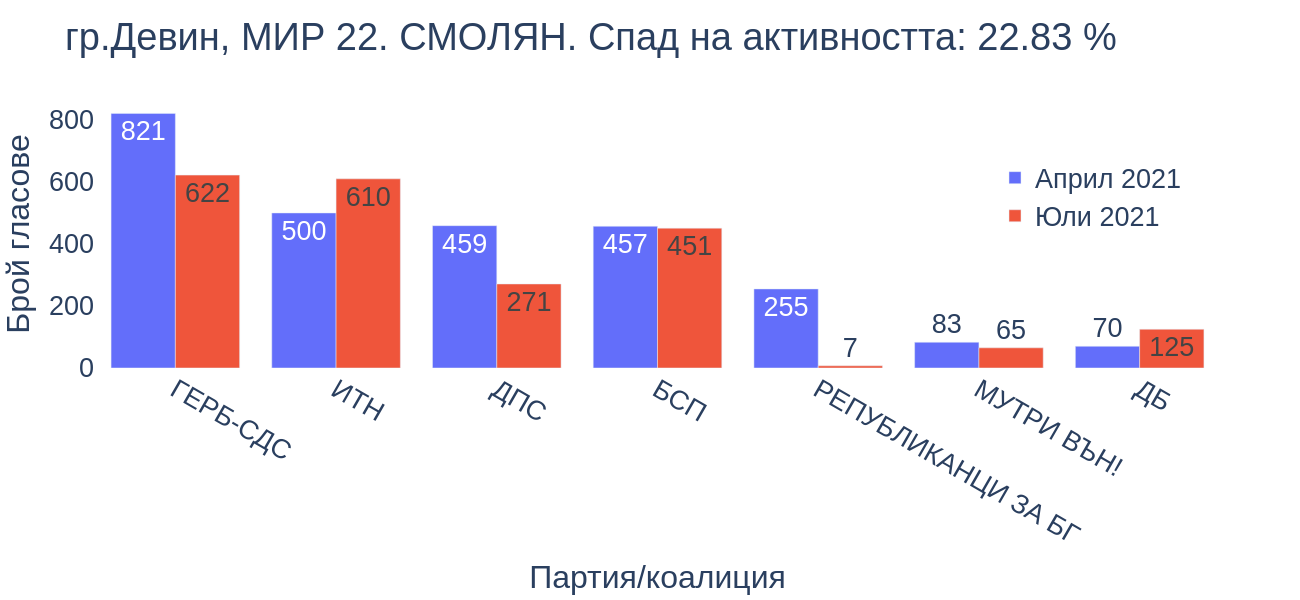 гр.Девин, МИР 22. СМОЛЯН. Спад на активността: 22.83 %
Брой гласове
800
600
400
200
0
821
622
500
610
459
271
457
451
255
7
83
65
70
125
Април 2021
Юли 2021
ГЕРБ-СДС
ИТН
ДПС
БСП
РЕПУБЛИКАНЦИ ЗА БГ
МУТРИ ВЪН!
ДБ
Партия/коалиция